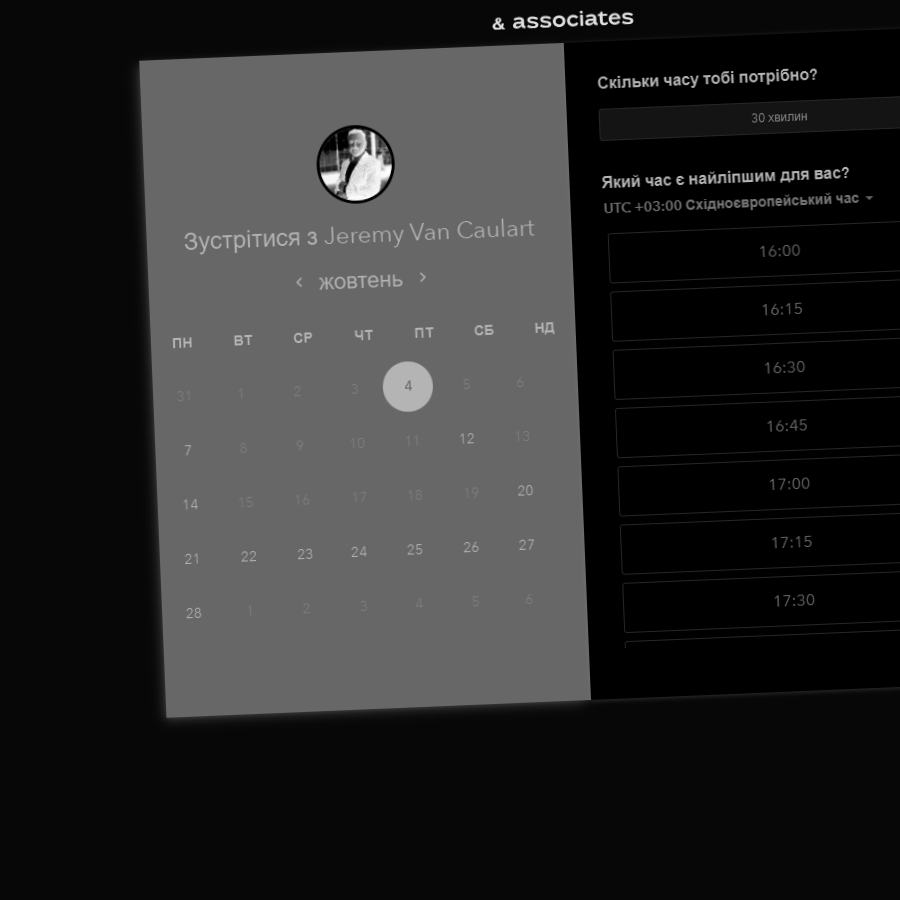 & associates
Зустрітися з Jeremy Van Caulart
жовтень
ПН ВТ СР ЧТ ПТ СБ НД
31 1 2 3 4 5 6
7 8 9 10 11 12 13
14 15 16 17 18 19 20
21 22 23 24 25 26 27
28 1 2 3 4 5 6
Скільки часу тобі потрібно?
30 хвилин
Який час є найліпшим для вас?
UTC +03:00 Східноєвропейський час
16:00
16:15
16:30
16:45
17:00
17:15
17:30